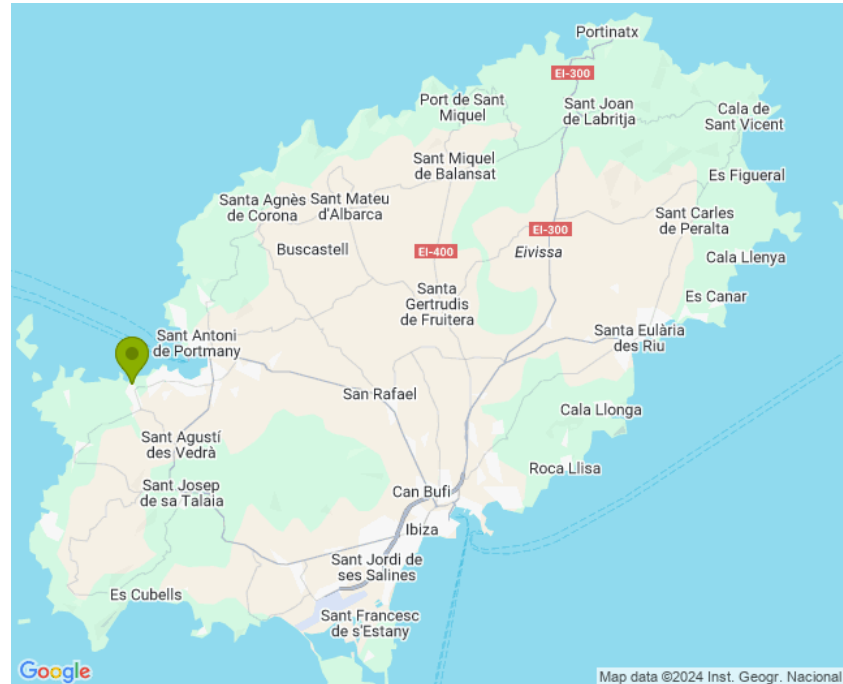 Portinatx
EI-300
Port de Sant
Miquel
Sant Joan
de Labritja
Cala de
Sant Vicent
Sant Miquel
de Balansat
Es Figueral
Santa Agnès
de Corona
Sant Mateu
d'Albarca
Sant Carles
de Peralta
Buscastell
EI-400
EI-300
Eivissa
Cala Llenya
Santa
Gertrudis
de Fruitera
Es Canar
Sant Antoni
de Portmany
Santa Eulària
des Riu
San Rafael
Cala Llonga
Sant Agustí
des Vedrà
Roca Llisa
Sant Josep
de sa Talaia
Can Bufi
Ibiza
Sant Jordi de
ses Salines
Es Cubells
Sant Francesc
de s'Estany
Google
Map data ©2024 Inst. Geogr. Nacional